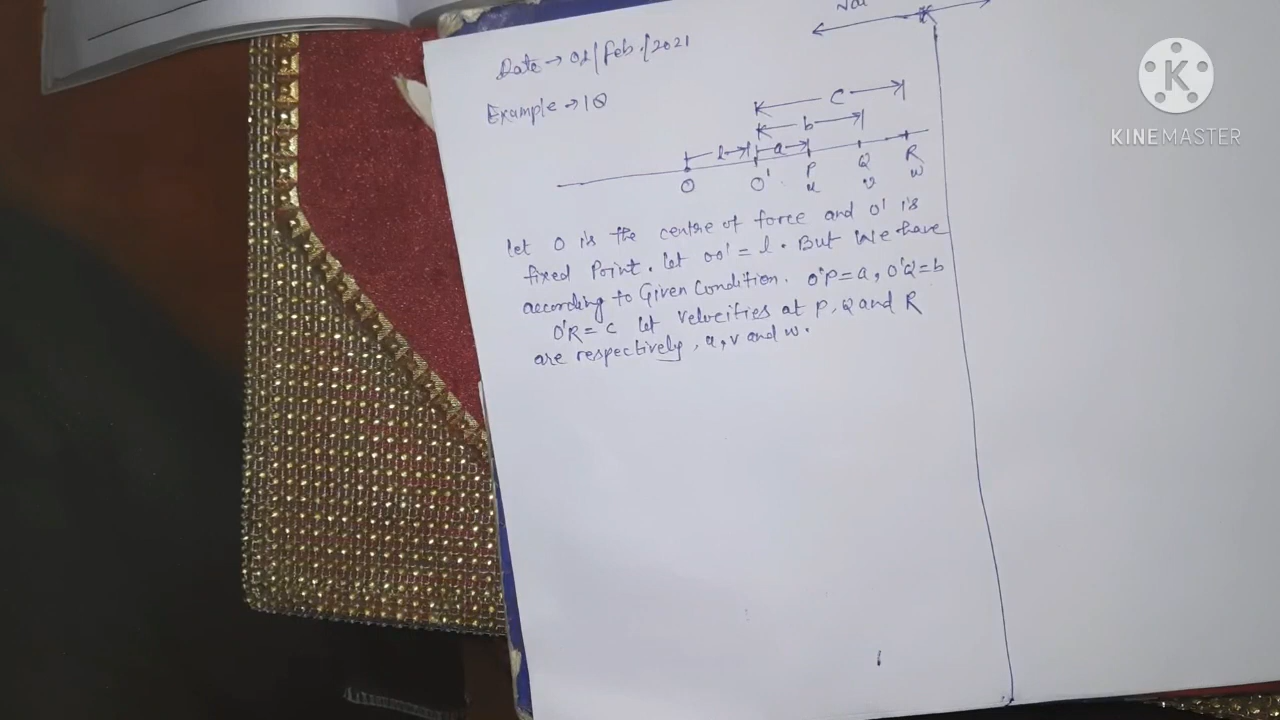 Date → 01/Feb./2021
Example → 10
C
b
l a
O O' P Q R
u v w
let O is the centre of force and O' is
fixed Point. let OO' = l. But We have
according to Given Condition. O'P = a, O'Q = b
O'R = c let velocities at P, Q and R
are respectively, u, v and w.
K
KINEMASTER